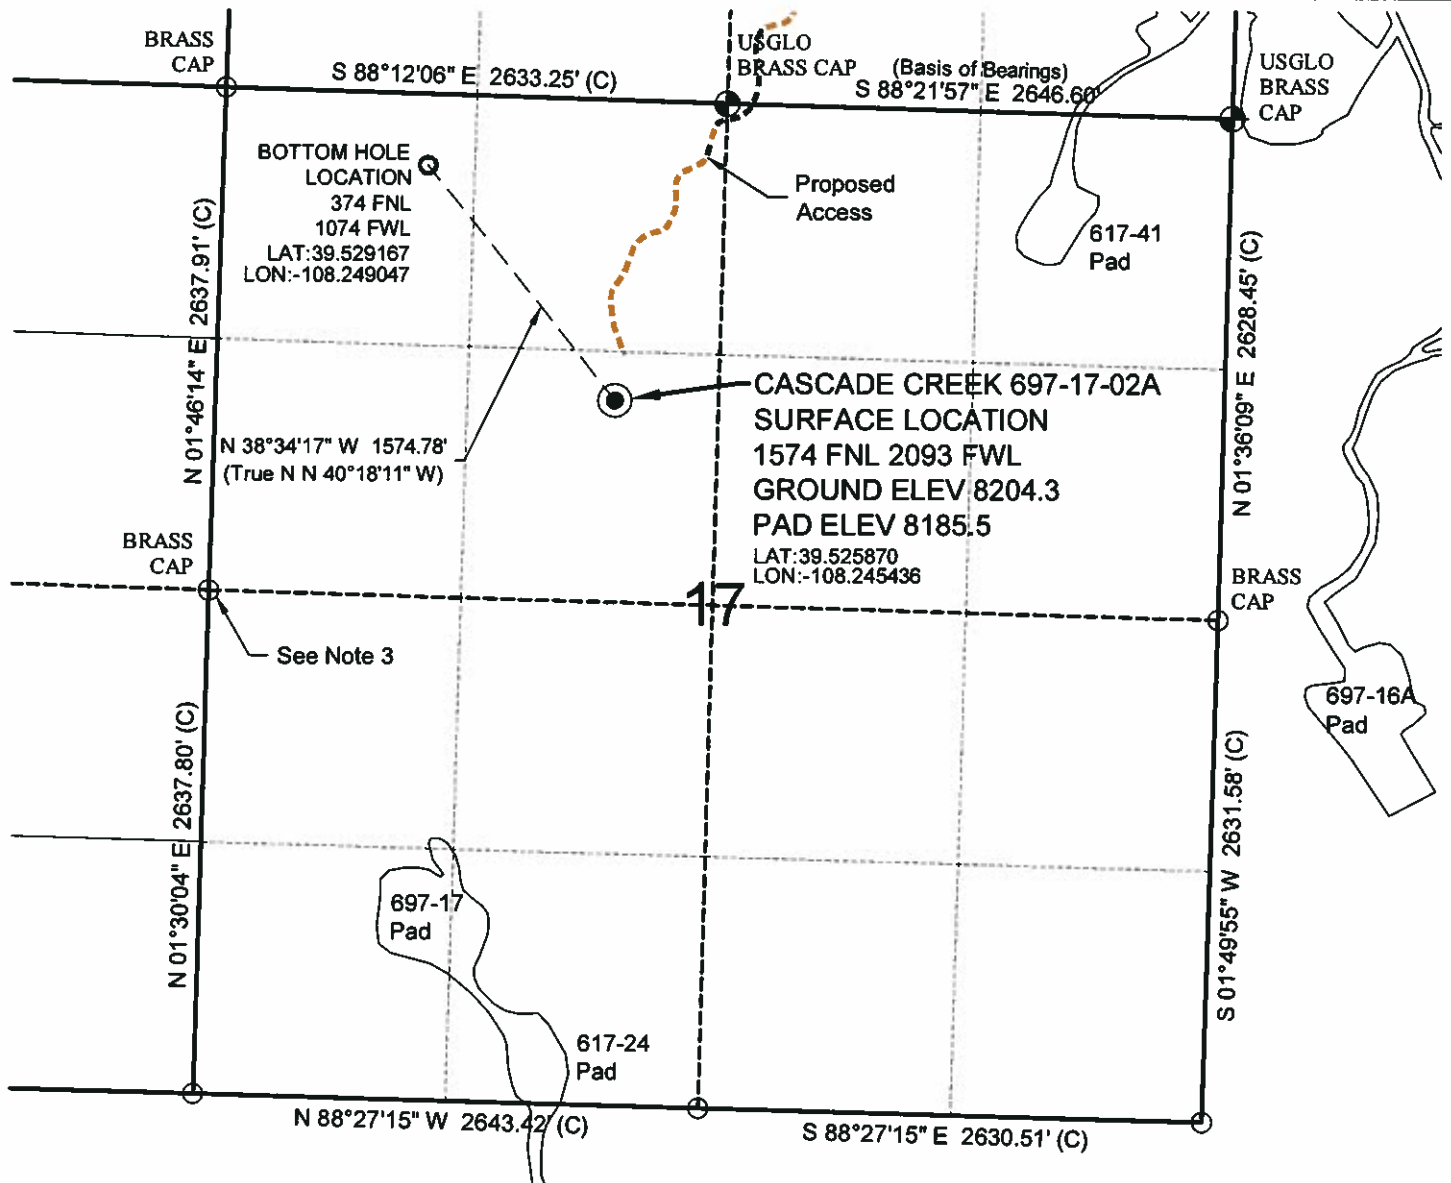 BRASS
CAP
S 88°12'06" E 2633.25' (C)
USGLO
BRASS CAP
(Basis of Bearings)
S 88°21'57" E 2646.60'
USGLO
BRASS
CAP
BOTTOM HOLE
LOCATION
374 FNL
1074 FWL
LAT:39.529167
LON:-108.249047
Proposed
Access
617-41
Pad
N 01°46'14" E 2637.91' (C)
N 01°36'09" E 2628.45' (C)
N 38°34'17" W 1574.78'
(True N N 40°18'11" W)
CASCADE CREEK 697-17-02A
SURFACE LOCATION
1574 FNL 2093 FWL
GROUND ELEV 8204.3
PAD ELEV 8185.5
LAT:39.525870
LON:-108.245436
BRASS
CAP
17
BRASS
CAP
See Note 3
697-16A
Pad
N 01°30'04" E 2637.80' (C)
S 01°49'55" W 2631.58' (C)
697-17
Pad
617-24
Pad
N 88°27'15" W 2643.42' (C)
S 88°27'15" E 2630.51' (C)